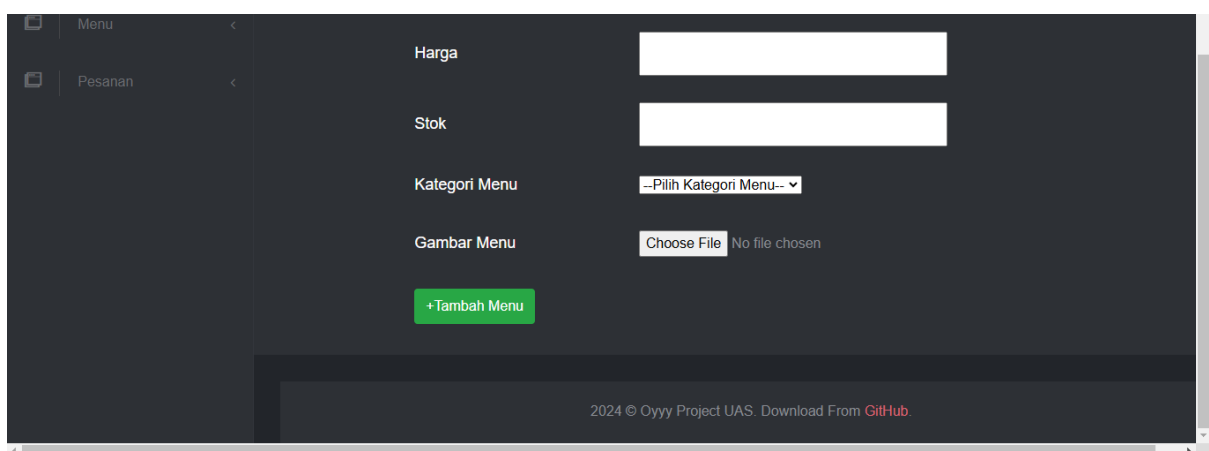 Menu
Pesanan
Harga
Stok
Kategori Menu
--Pilih Kategori Menu--
Gambar Menu
Choose File No file chosen
+Tambah Menu
2024 © Oyyy Project UAS. Download From GitHub.